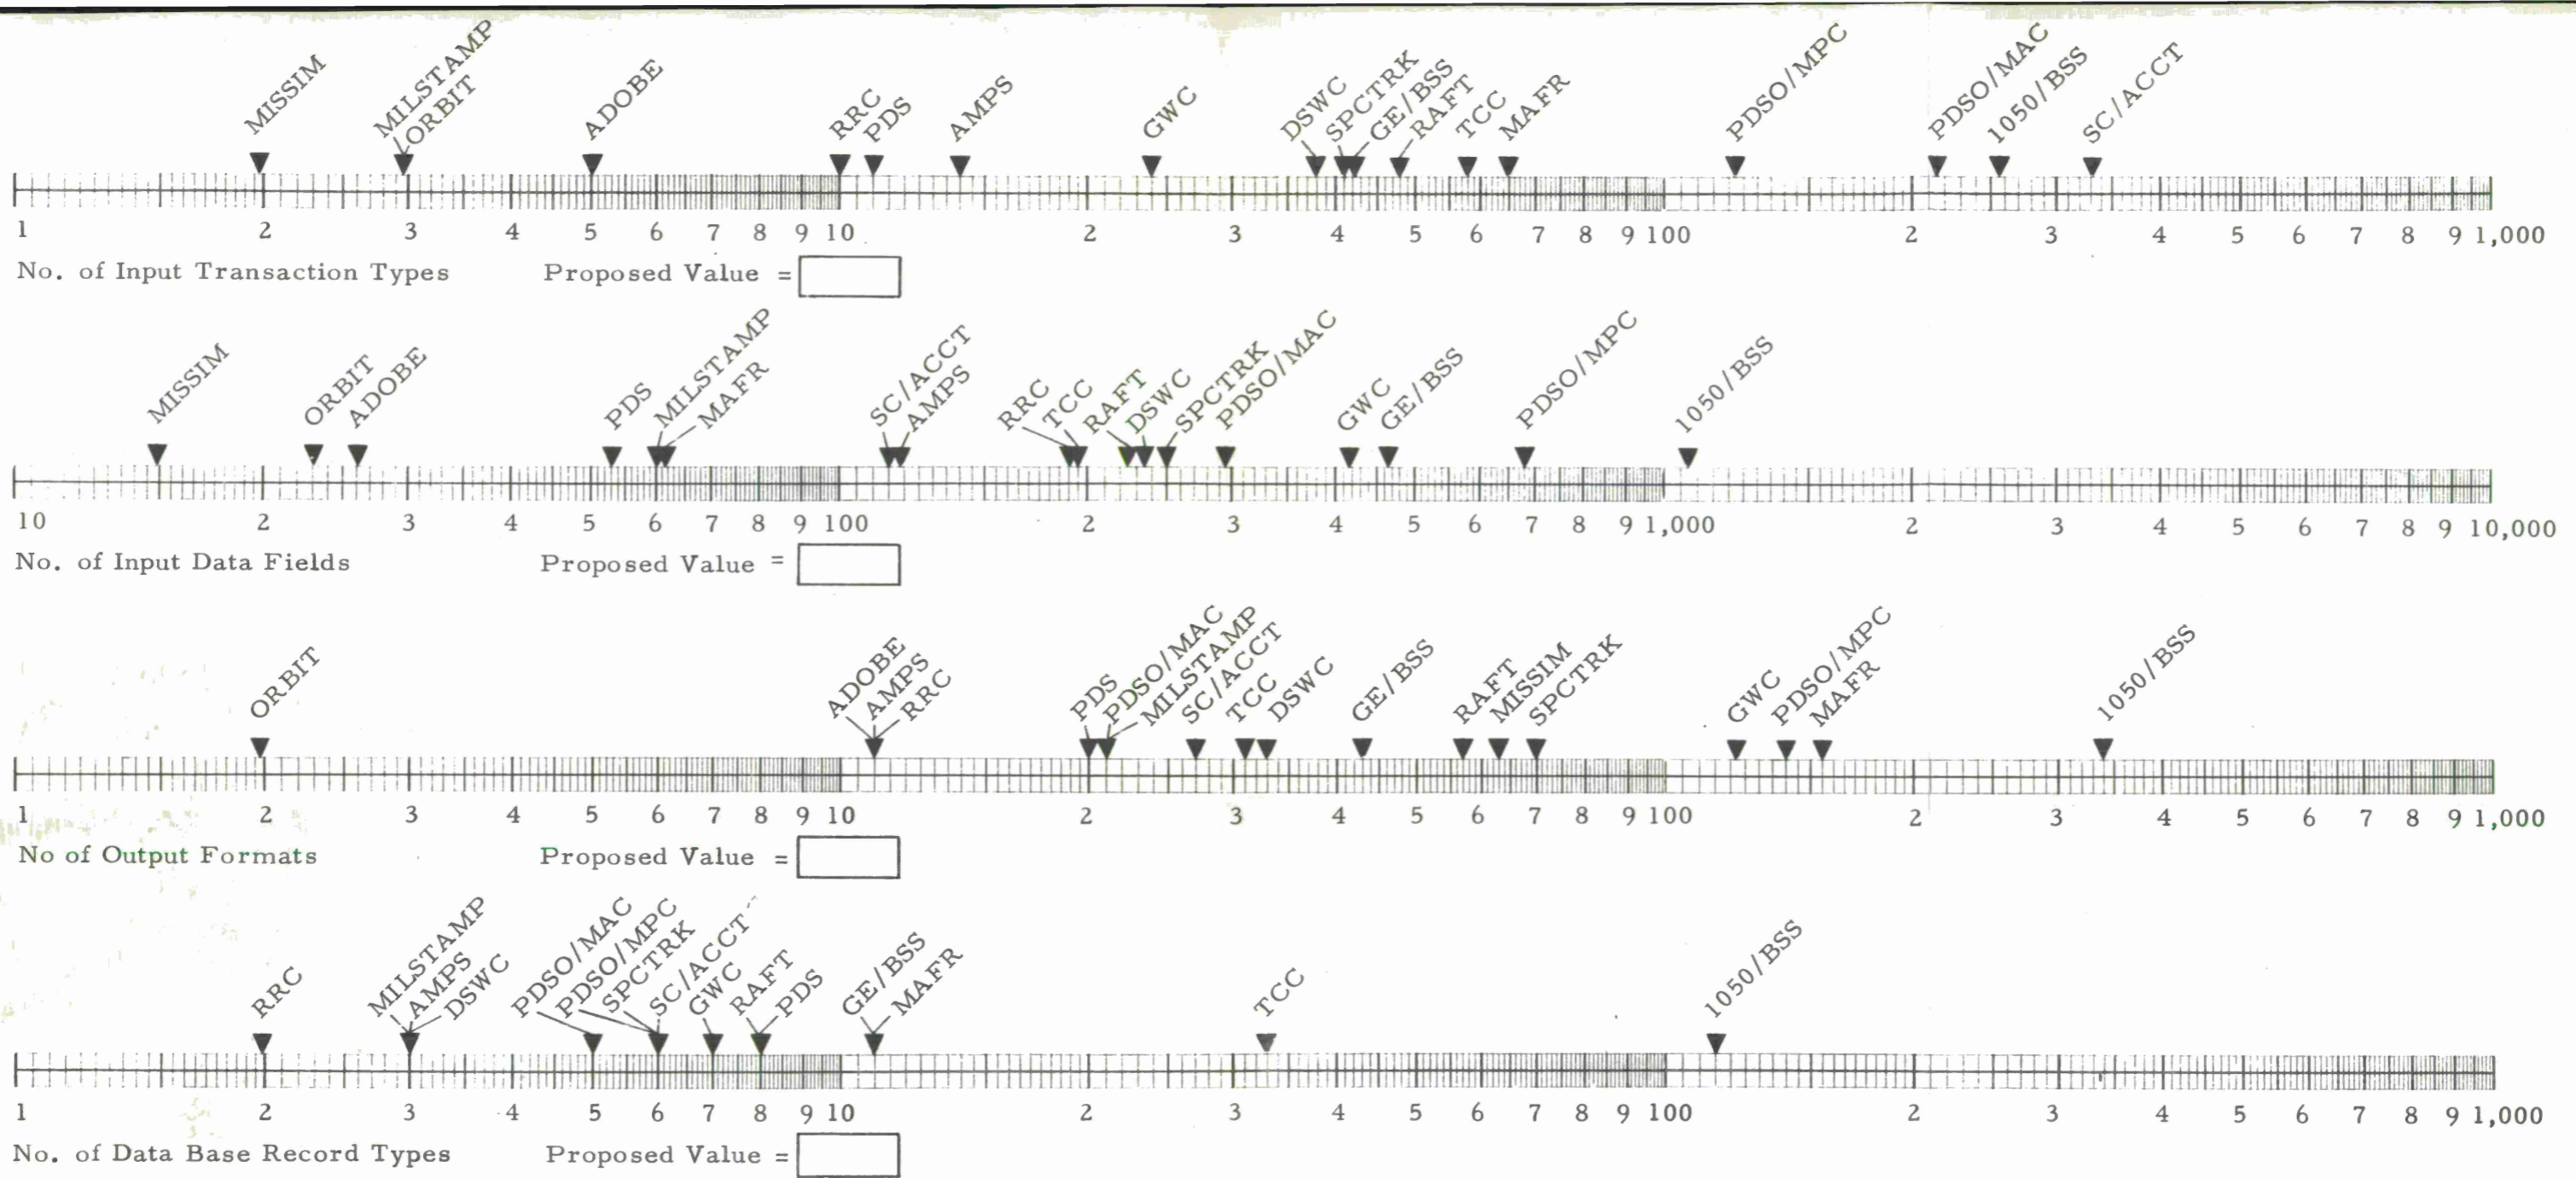 MISSIM MILSTAMP ORBIT ADOBE RRC PDS AMPS GWC DSWC SPCTRK GE/BSS RAFT TCC MAFR PDSO/MPC PDSO/MAC 1050/BSS SC/ACCT
1 2 3 4 5 6 7 8 9 10 2 3 4 5 6 7 8 9 100 2 3 4 5 6 7 8 9 1,000
No. of Input Transaction Types Proposed Value =
MISSIM ORBIT ADOBE PDS MILSTAMP MAFR SC/ACCT AMPS RRC TCC RAFT DSWC SPCTRK PDSO/MAC GWC GE/BSS PDSO/MPC 1050/BSS
10 2 3 4 5 6 7 8 9 100 2 3 4 5 6 7 8 9 1,000 2 3 4 5 6 7 8 9 10,000
No. of Input Data Fields Proposed Value =
ORBIT ADOBE AMPS RRC PDS PDSO/MAC MILSTAMP SC/ACCT TCC DSWC GE/BSS RAFT MISSIM SPCTRK GWC PDSO/MPC MAFR 1050/BSS
1 2 3 4 5 6 7 8 9 10 2 3 4 5 6 7 8 9 100 2 3 4 5 6 7 8 9 1,000
No of Output Formats Proposed Value =
RRC MILSTAMP AMPS DSWC PDSO/MAC PDSO/MPC SPCTRK SC/ACCT GWC RAFT PDS GE/BSS MAFR TCC 1050/BSS
1 2 3 4 5 6 7 8 9 10 2 3 4 5 6 7 8 9 100 2 3 4 5 6 7 8 9 1,000
No. of Data Base Record Types Proposed Value =